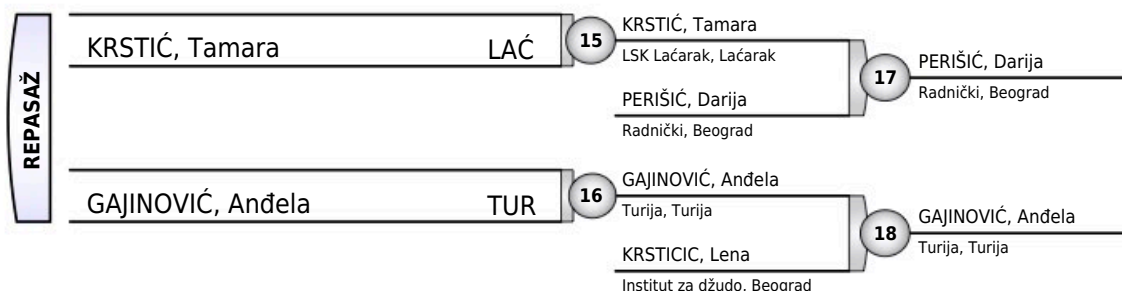 REPASAŽ
KRSTIĆ, Tamara LAĆ
15
KRSTIĆ, Tamara
LSK Laćarak, Laćarak
PERIŠIĆ, Darija
Radnički, Beograd
17
PERIŠIĆ, Darija
Radnički, Beograd
GAJINOVIĆ, Anđela TUR
16
GAJINOVIĆ, Anđela
Turija, Turija
KRSTICIC, Lena
Institut za džudo, Beograd
18
GAJINOVIĆ, Anđela
Turija, Turija